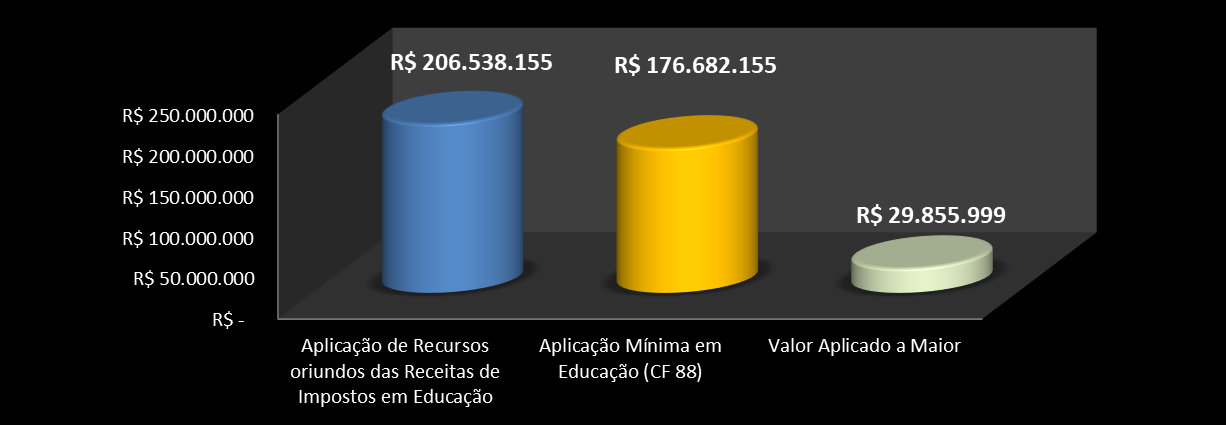 R$ 206.538.155
R$ 176.682.155
R$ 29.855.999
R$ 250.000.000
R$ 200.000.000
R$ 150.000.000
R$ 100.000.000
R$ 50.000.000
R$ -
Aplicação de Recursos
oriundos das Receitas de
Impostos em Educação
Aplicação Mínima em
Educação (CF 88)
Valor Aplicado a Maior